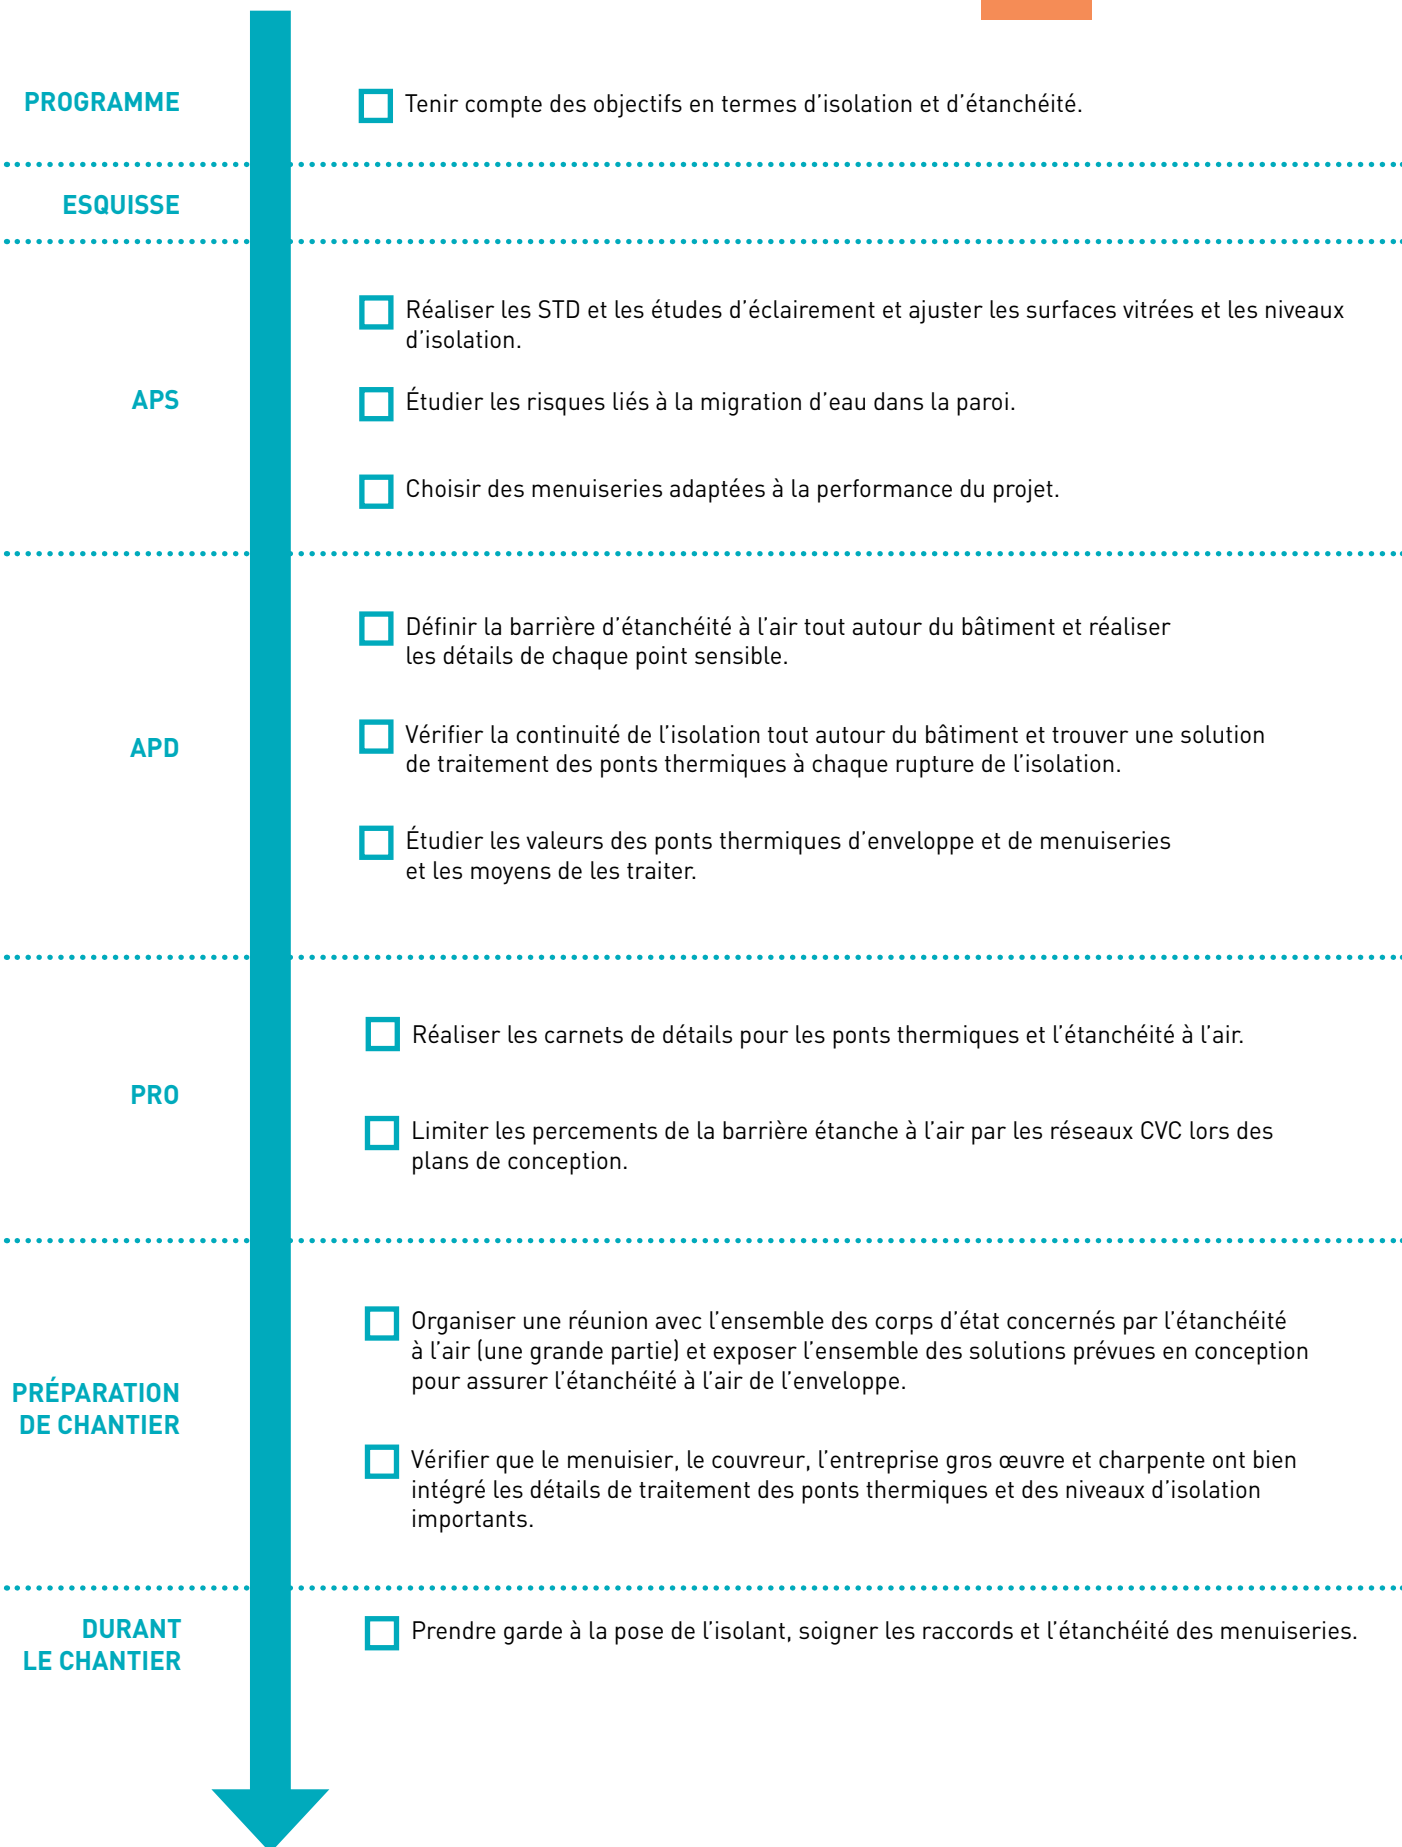 PROGRAMME
Tenir compte des objectifs en termes d’isolation et d’étanchéité.
ESQUISSE
APS
Réaliser les STD et les études d’éclairement et ajuster les surfaces vitrées et les niveaux
d’isolation.
Étudier les risques liés à la migration d’eau dans la paroi.
Choisir des menuiseries adaptées à la performance du projet.
APD
Définir la barrière d’étanchéité à l’air tout autour du bâtiment et réaliser
les détails de chaque point sensible.
Vérifier la continuité de l’isolation tout autour du bâtiment et trouver une solution
de traitement des ponts thermiques à chaque rupture de l’isolation.
Étudier les valeurs des ponts thermiques d’enveloppe et de menuiseries
et les moyens de les traiter.
PRO
Réaliser les carnets de détails pour les ponts thermiques et l’étanchéité à l’air.
Limiter les percements de la barrière étanche à l’air par les réseaux CVC lors des
plans de conception.
PRÉPARATION
DE CHANTIER
Organiser une réunion avec l’ensemble des corps d’état concernés par l’étanchéité
à l’air (une grande partie) et exposer l’ensemble des solutions prévues en conception
pour assurer l’étanchéité à l’air de l’enveloppe.
Vérifier que le menuisier, le couvreur, l’entreprise gros œuvre et charpente ont bien
intégré les détails de traitement des ponts thermiques et des niveaux d’isolation
importants.
DURANT
LE CHANTIER
Prendre garde à la pose de l’isolant, soigner les raccords et l’étanchéité des menuiseries.